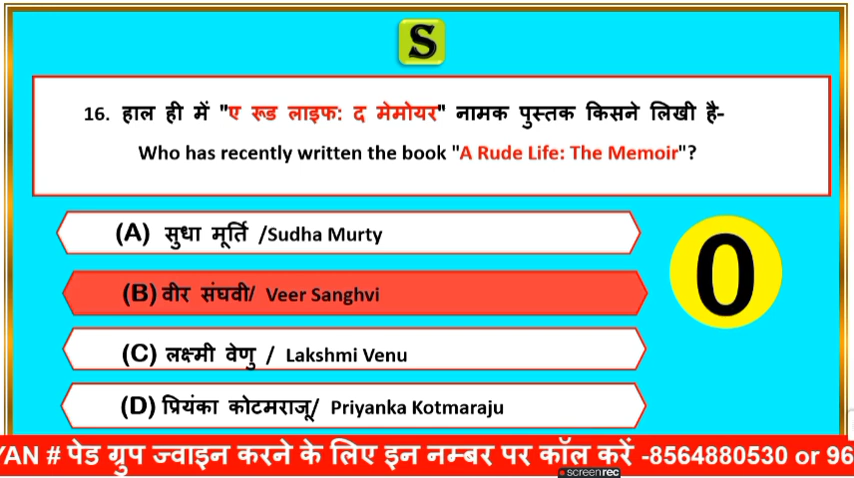 S
16. हाल ही में "ए रूड लाइफ: द मेमोयर" नामक पुस्तक किसने लिखी है-
Who has recently written the book "A Rude Life: The Memoir"?
(A) सुधा मूर्ति /Sudha Murty
(B) वीर संघवी/ Veer Sanghvi
0
(C) लक्ष्मी वेणु / Lakshmi Venu
(D) प्रियंका कोटमराजू/ Priyanka Kotmaraju
YAN # पेड ग्रुप ज्वाइन करने के लिए इन नम्बर पर कॉल करें -8564880530 or 96
screenrec